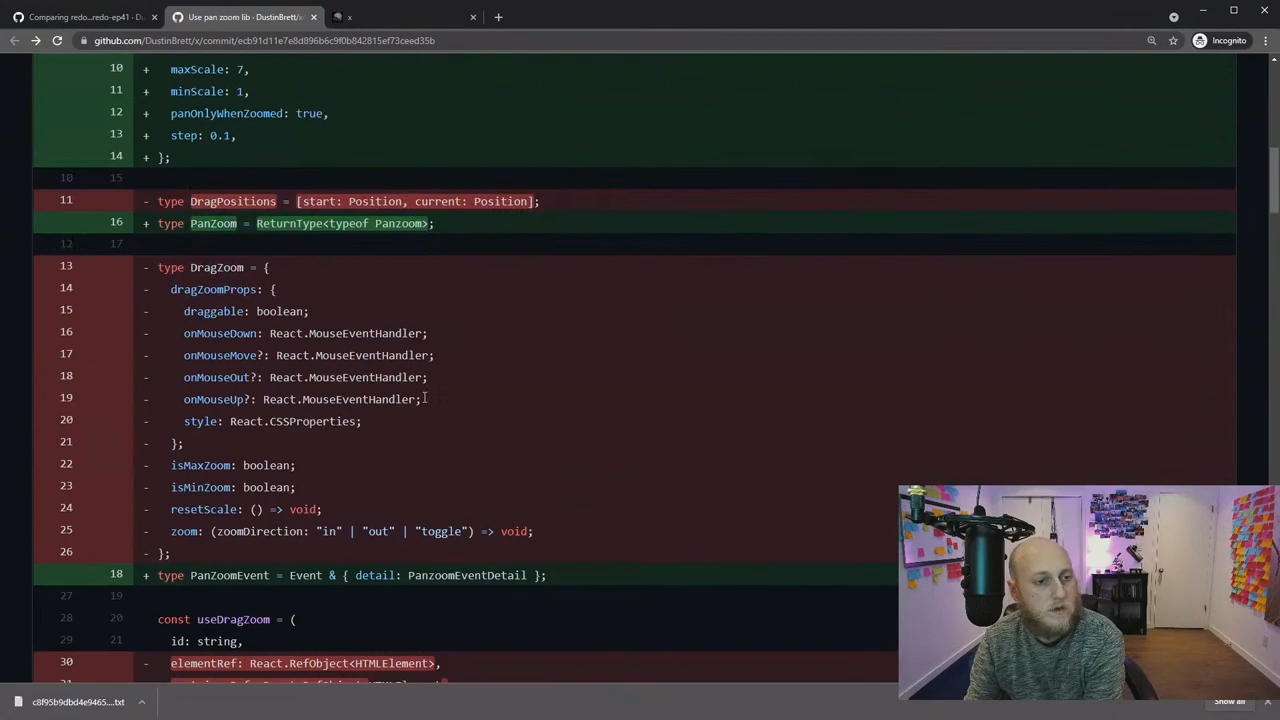 Comparing redo...redo-ep41 · Du
Use pan zoom lib · DustinBrett/x
x
github.com/DustinBrett/x/commit/ecb91d11e7e8d896b6c9f0b842815ef73ceed35b
Incognito
10 + maxScale: 7,
11 + minScale: 1,
12 + panOnlyWhenZoomed: true,
13 + step: 0.1,
14 + };
10 15
11 - type DragPositions = [start: Position, current: Position];
16 + type PanZoom = ReturnType<typeof Panzoom>;
12 17
13 - type DragZoom = {
14 - dragZoomProps: {
15 - draggable: boolean;
16 - onMouseDown: React.MouseEventHandler;
17 - onMouseMove?: React.MouseEventHandler;
18 - onMouseOut?: React.MouseEventHandler;
19 - onMouseUp?: React.MouseEventHandler;
20 - style: React.CSSProperties;
21 - };
22 - isMaxZoom: boolean;
23 - isMinZoom: boolean;
24 - resetScale: () => void;
25 - zoom: (zoomDirection: "in" | "out" | "toggle") => void;
26 - };
18 + type PanZoomEvent = Event & { detail: PanzoomEventDetail };
27 19
28 20 const useDragZoom = (
29 21 id: string,
30 - elementRef: React.RefObject<HTMLElement>,
c8f95b9dbd4e9465....txt
Show all